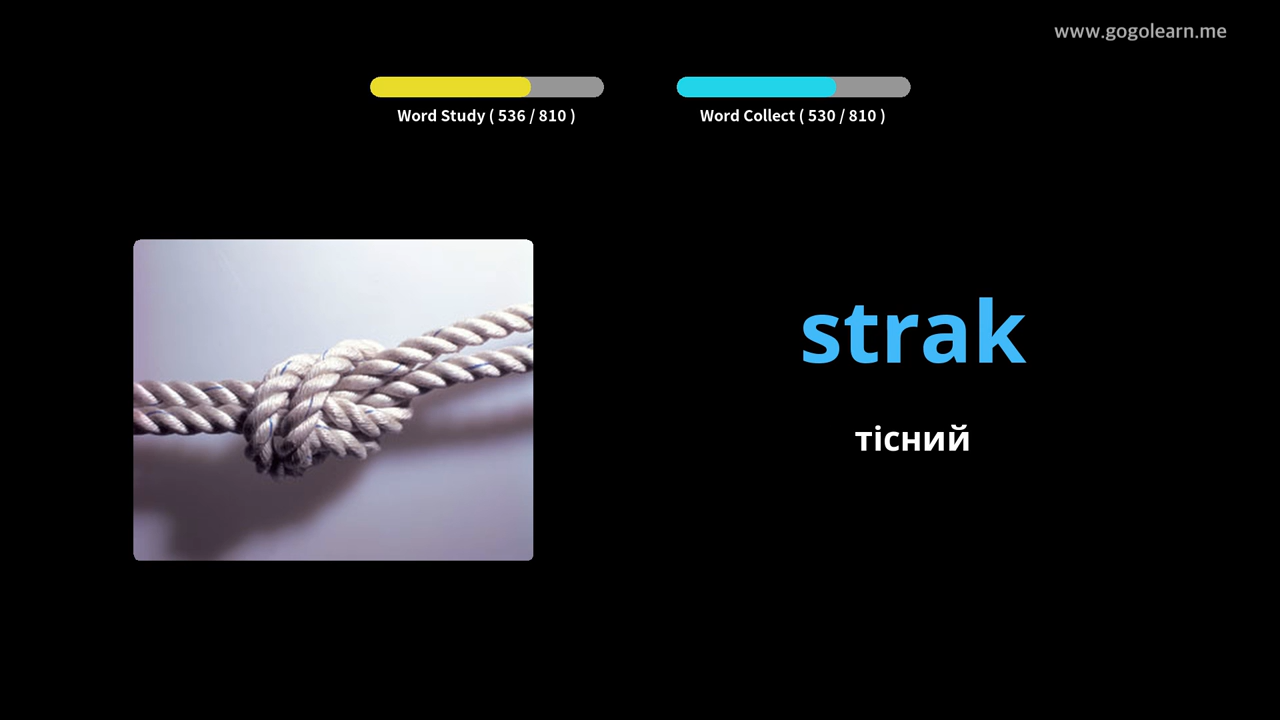 www.gogolearn.me
Word Study ( 536 / 810 )
Word Collect ( 530 / 810 )
strak
тісний